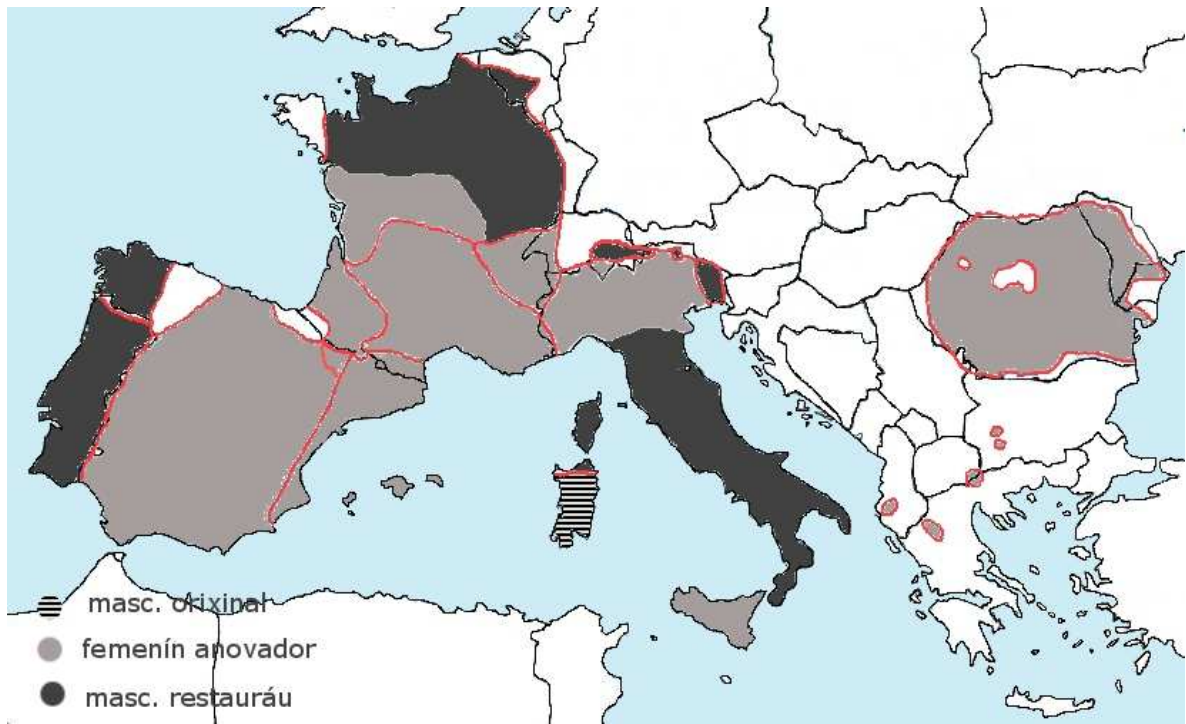 masc. orixinal
femenín anovador
masc. restauráu